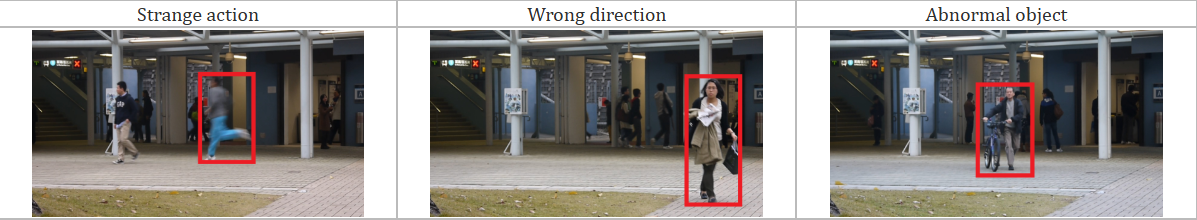 Strange action
Wrong direction
Abnormal object